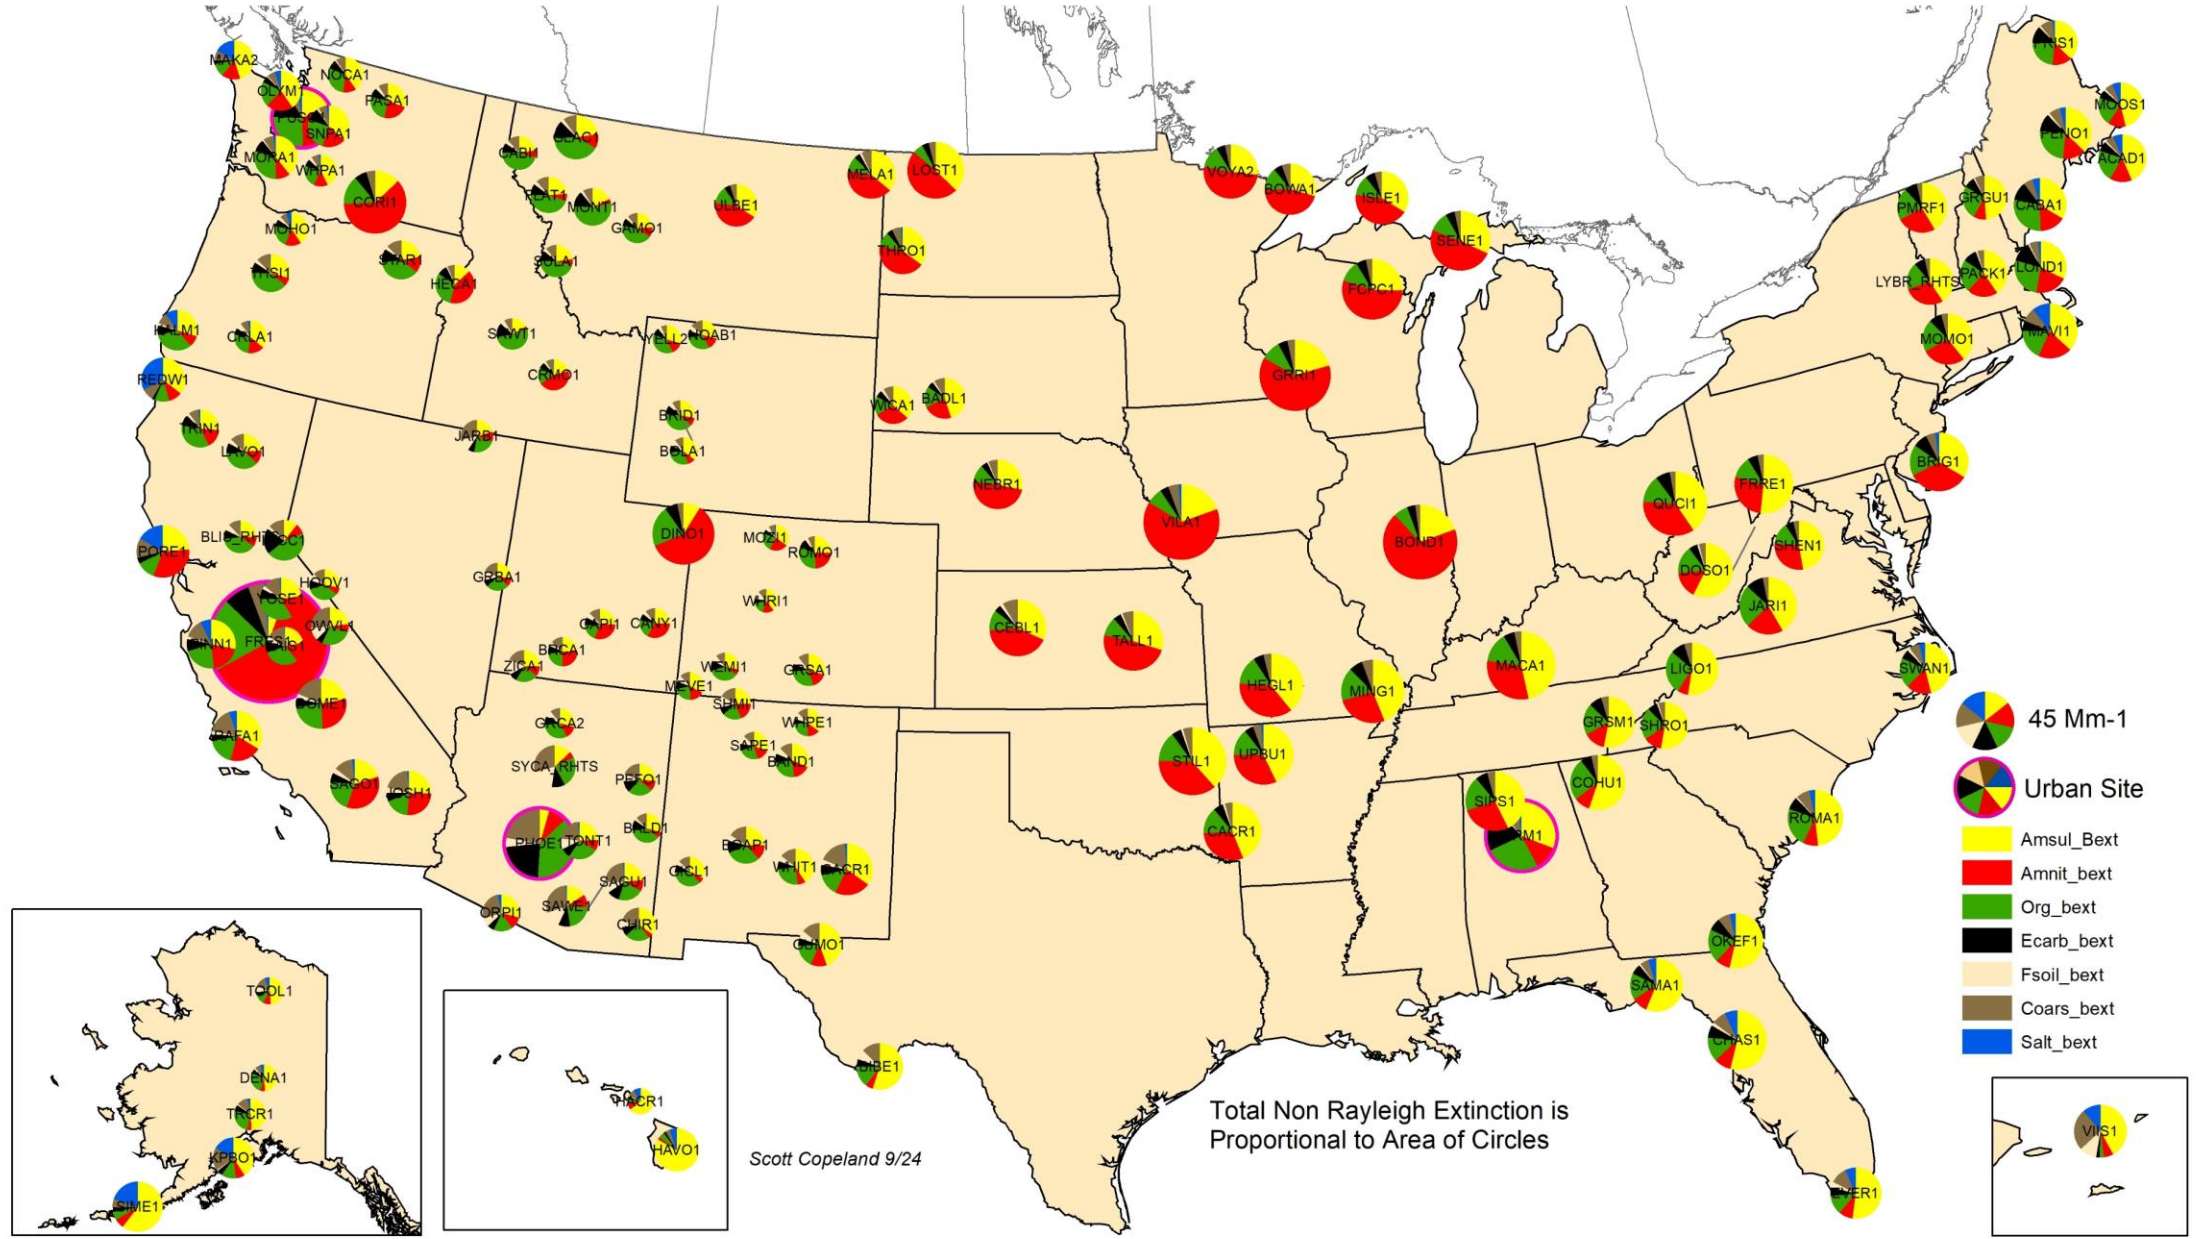 MAKA2
NOCA1
OLYM1
PASA1
SNPA1
MORA1
WHPA1
CORI1
MOHO1
THSI1
STAR1
HECA1
KALM1
CRLA1
REDW1
TRIN1
LAVO1
JARB1
SAWT1
CRMO1
CABI1
GLAC1
FLAT1
MONT1
GAMO1
SULA1
ULBE1
MELA1
LOST1
THRO1
YELL2
NOAB1
BRID1
BOLA1
WICA1
BADL1
NEBR1
VOYA2
BOWA1
ISLE1
SENE1
FCPC1
GRRI1
VILA1
BOND1
PRIS1
MOOS1
PENO1
ACAD1
PMRF1
GRGU1
CABA1
LYBR_RHTS
PACK1
LOND1
MOMO1
MAVI1
BRIG1
QUCI1
FRRE1
SHEN1
DOSO1
JARI1
PORE1
HOOV1
YOSE1
OWVL1
PINN1
FRES1
DOME1
RAFA1
SAGO1
JOSH1
GRBA1
DINO1
MOZI1
ROMO1
WHRI1
CAPI1
CANY1
BRCA1
ZICA1
WEMI1
MEVE1
GRSA1
SHMI1
WHPE1
GRCA2
SAPE1
BAND1
SYCA_RHTS
PEFO1
PHOE1
TONT1
BALD1
BOAP1
GICL1
WHIT1
SACR1
SAGU1
SAWE1
ORPI1
CHIR1
GUMO1
BIBE1
CEBL1
TALL1
HEGL1
MING1
MACA1
LIGO1
SWAN1
GRSM1
SHRO1
STIL1
UPBU1
CACR1
SIPS1
COHU1
ROMA1
OKEF1
SAMA1
CHAS1
EVER1
45 Mm-1
Urban Site
Amsul_Bext
Amnit_bext
Org_bext
Ecarb_bext
Fsoil_bext
Coars_bext
Salt_bext
TOOL1
DENA1
TRCR1
KPBO1
SIME1
HACR1
HAVO1
VIIS1
Total Non Rayleigh Extinction is
Proportional to Area of Circles
Scott Copeland 9/24